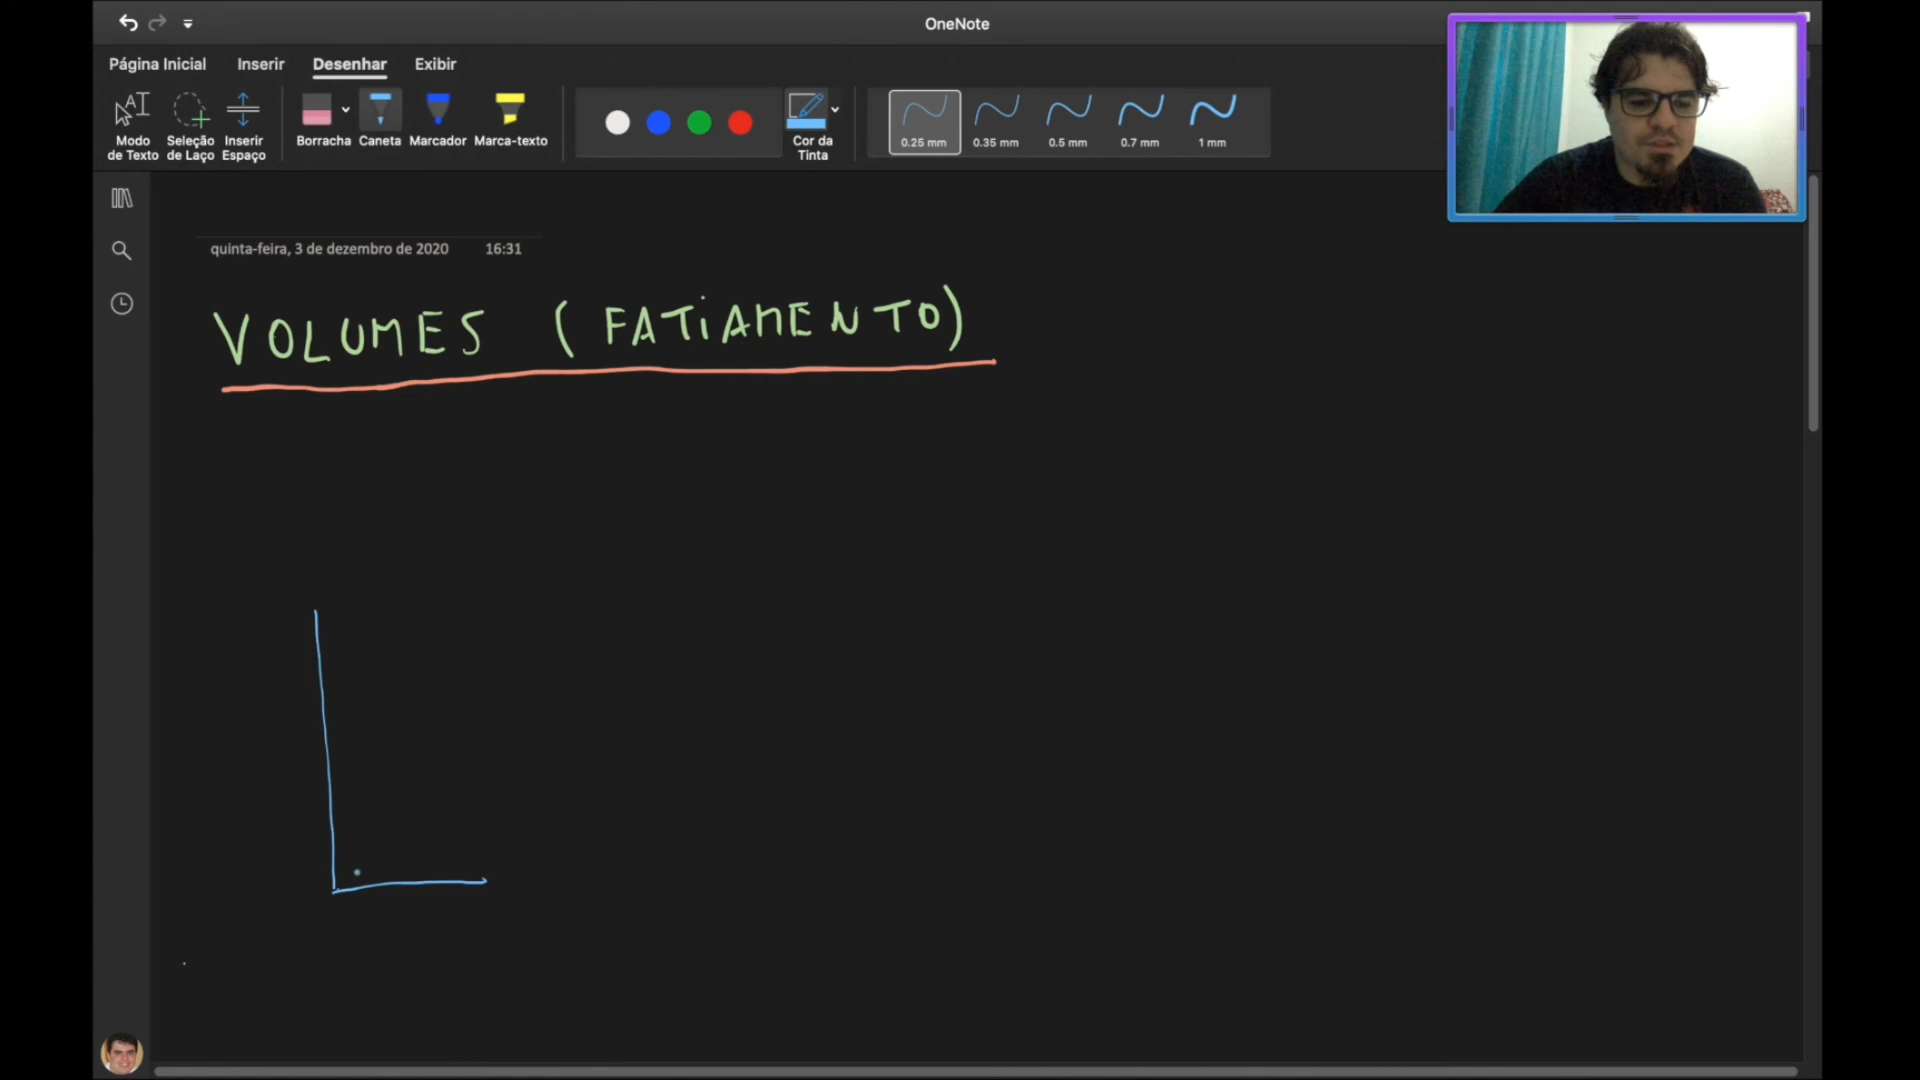 OneNote
Página Inicial Inserir Desenhar Exibir
Modo de Texto
Seleção de Laço
Inserir Espaço
Borracha
Caneta
Marcador
Marca-texto
Cor da Tinta
0.25 mm
0.35 mm
0.5 mm
0.7 mm
1 mm
quinta-feira, 3 de dezembro de 2020 16:31
VOLUMES (FATIAMENTO)